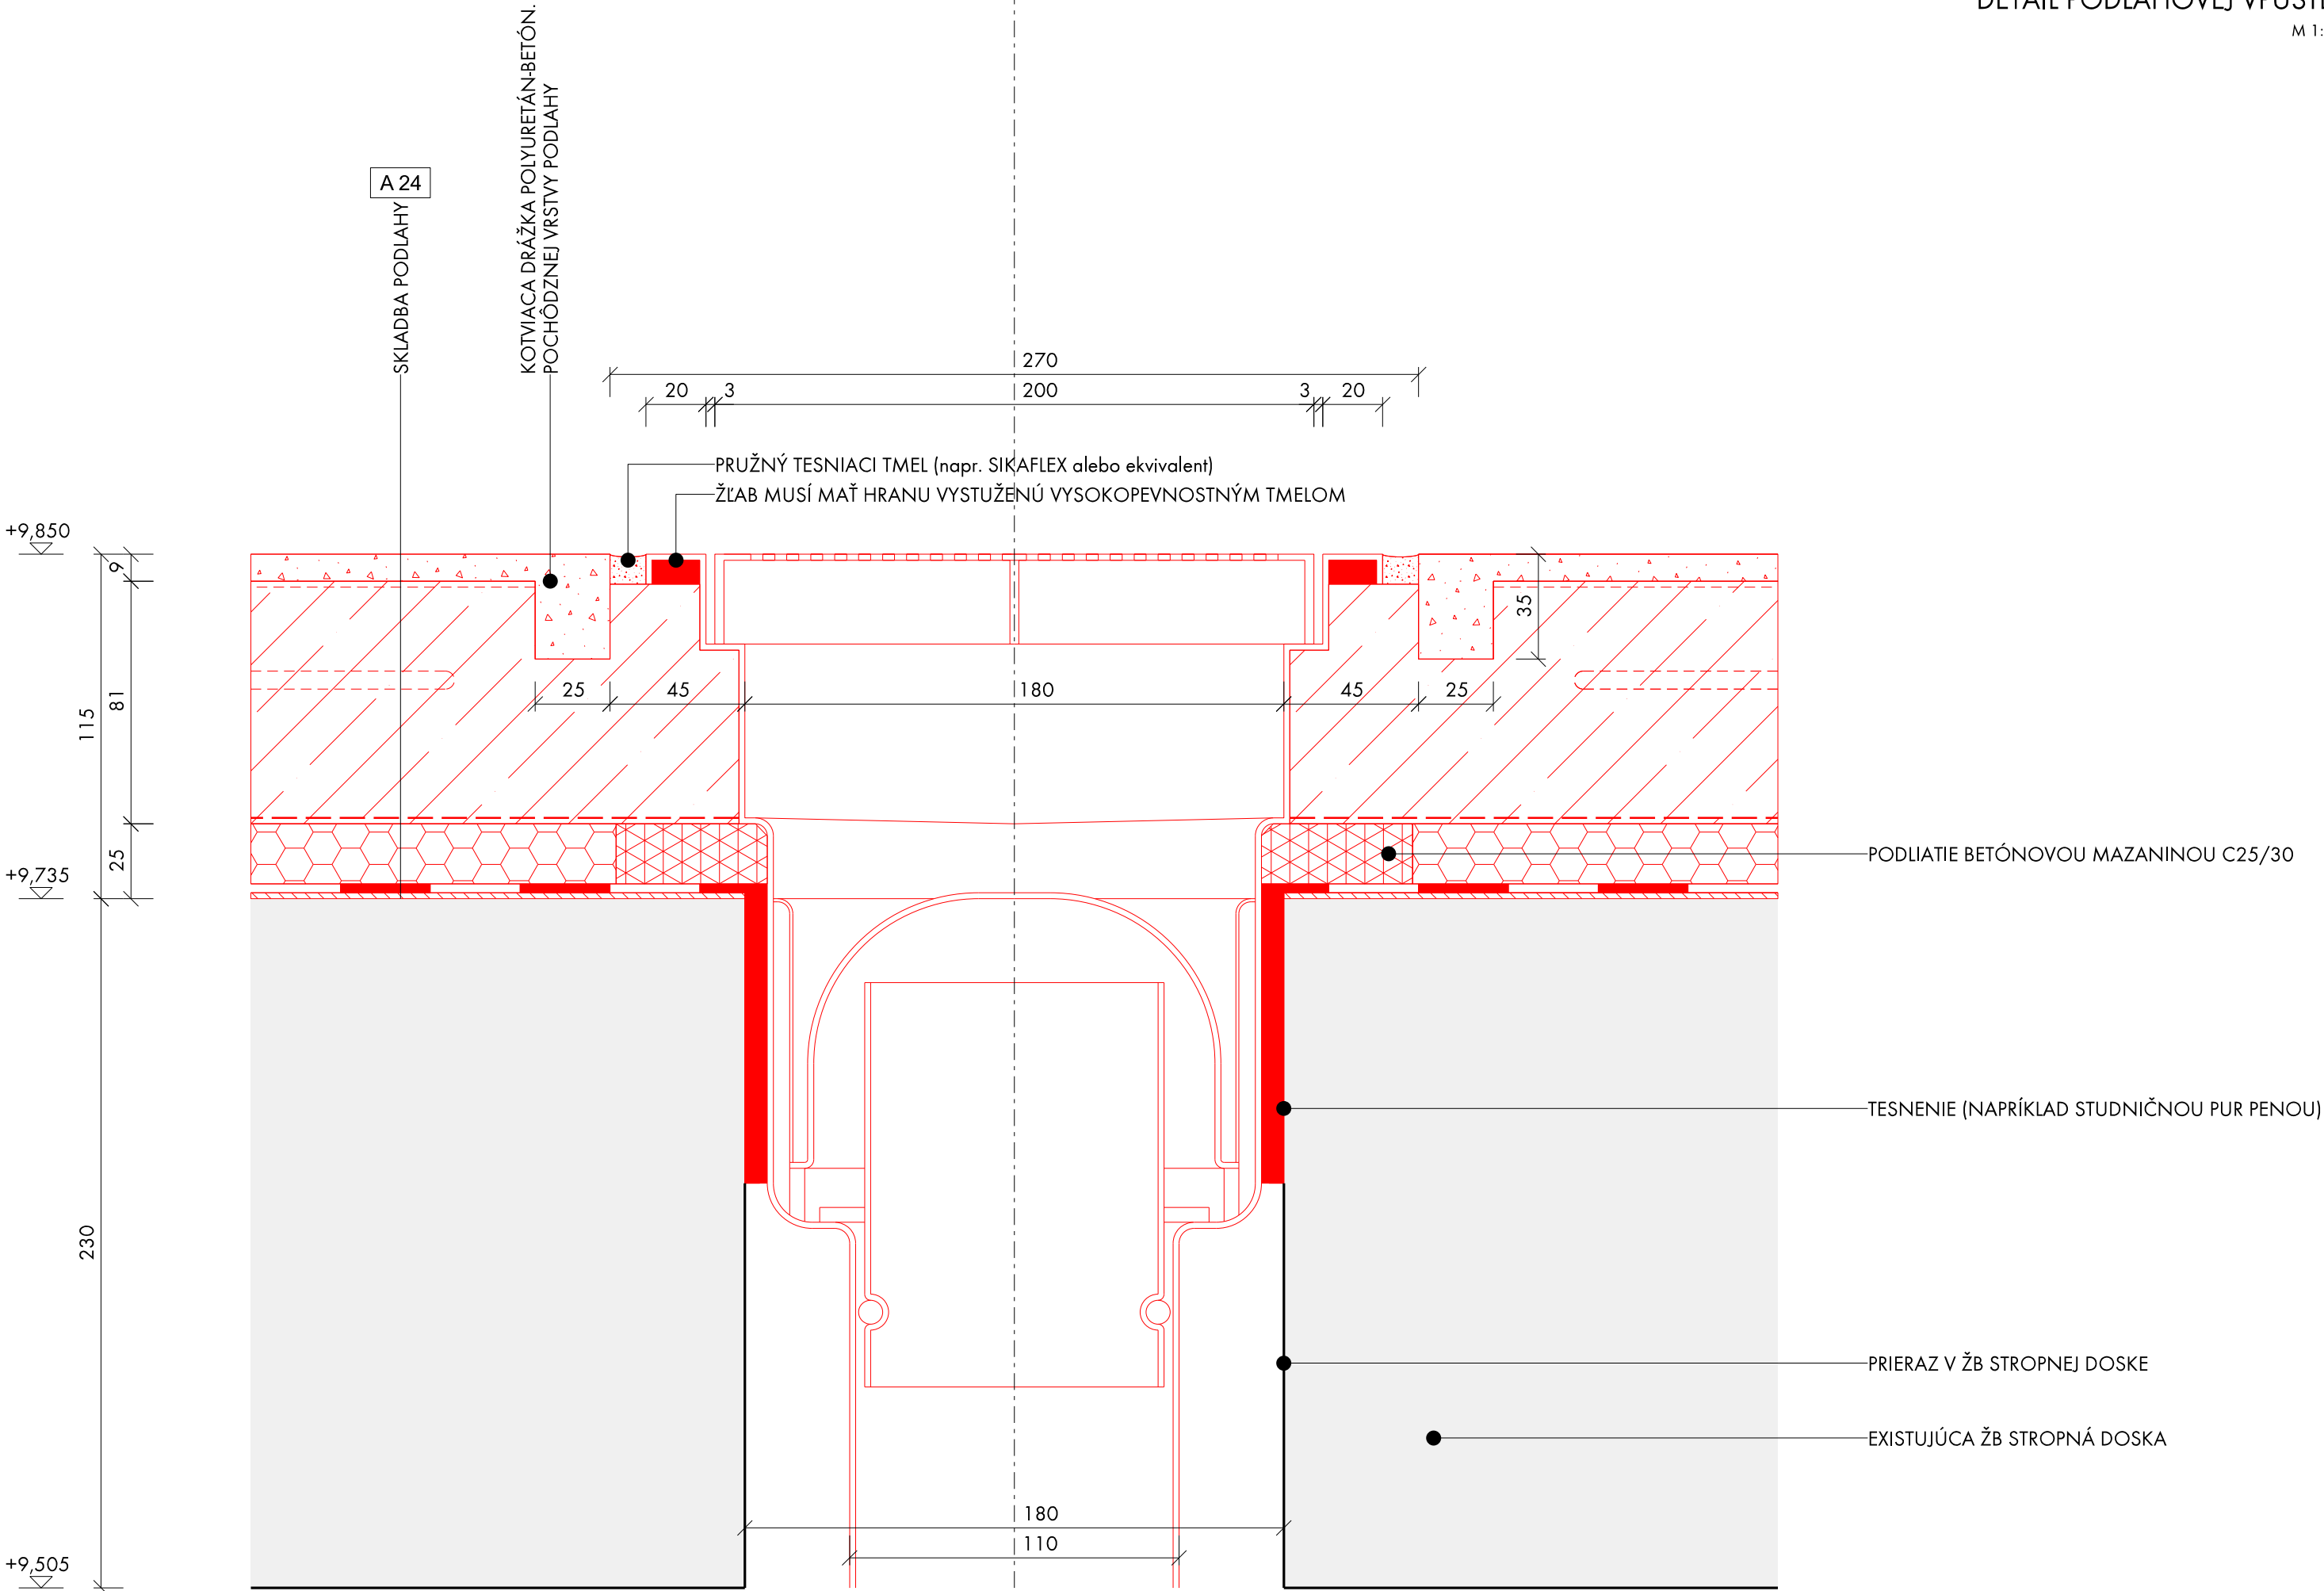 DETAIL PODLAHOVEJ
M 1:
KOTVIACA DRÁŽKA POLYURETÁN-BETÓN.
POCHÔDZNEJ VRSTVY PODLAHY
A 24
SKLADBA PODLAHY
270
20 3 200 3 20
PRUŽNÝ TESNIACI TMEL (napr. SIKAFLEX alebo ekvivalent)
ŽĽAB MUSÍ MAŤ HRANU VYSTUŽENÚ VYSOKOPEVNOSTNÝM TMELOM
+9,850
9
35
25 45 180 45 25
81
115
25
+9,735
PODLIATIE BETÓNOVOU MAZANINOU C25/30
TESNENIE (NAPRÍKLAD STUDNIČNOU PUR PENOU)
230
PRIERAZ V ŽB STROPNEJ DOSKE
EXISTUJÚCA ŽB STROPNÁ DOSKA
180
110
+9,505